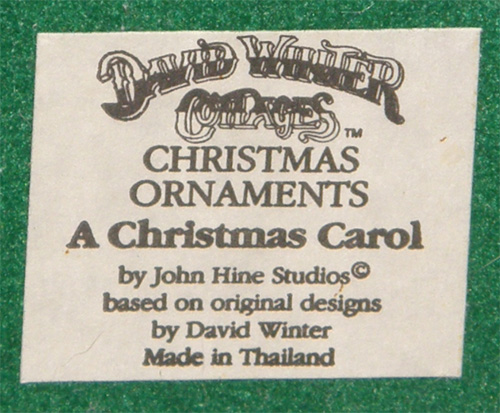 DAVID WINTER
COTTAGES™
CHRISTMAS
ORNAMENTS
A Christmas Carol
by John Hine Studios©
based on original designs
by David Winter
Made in Thailand